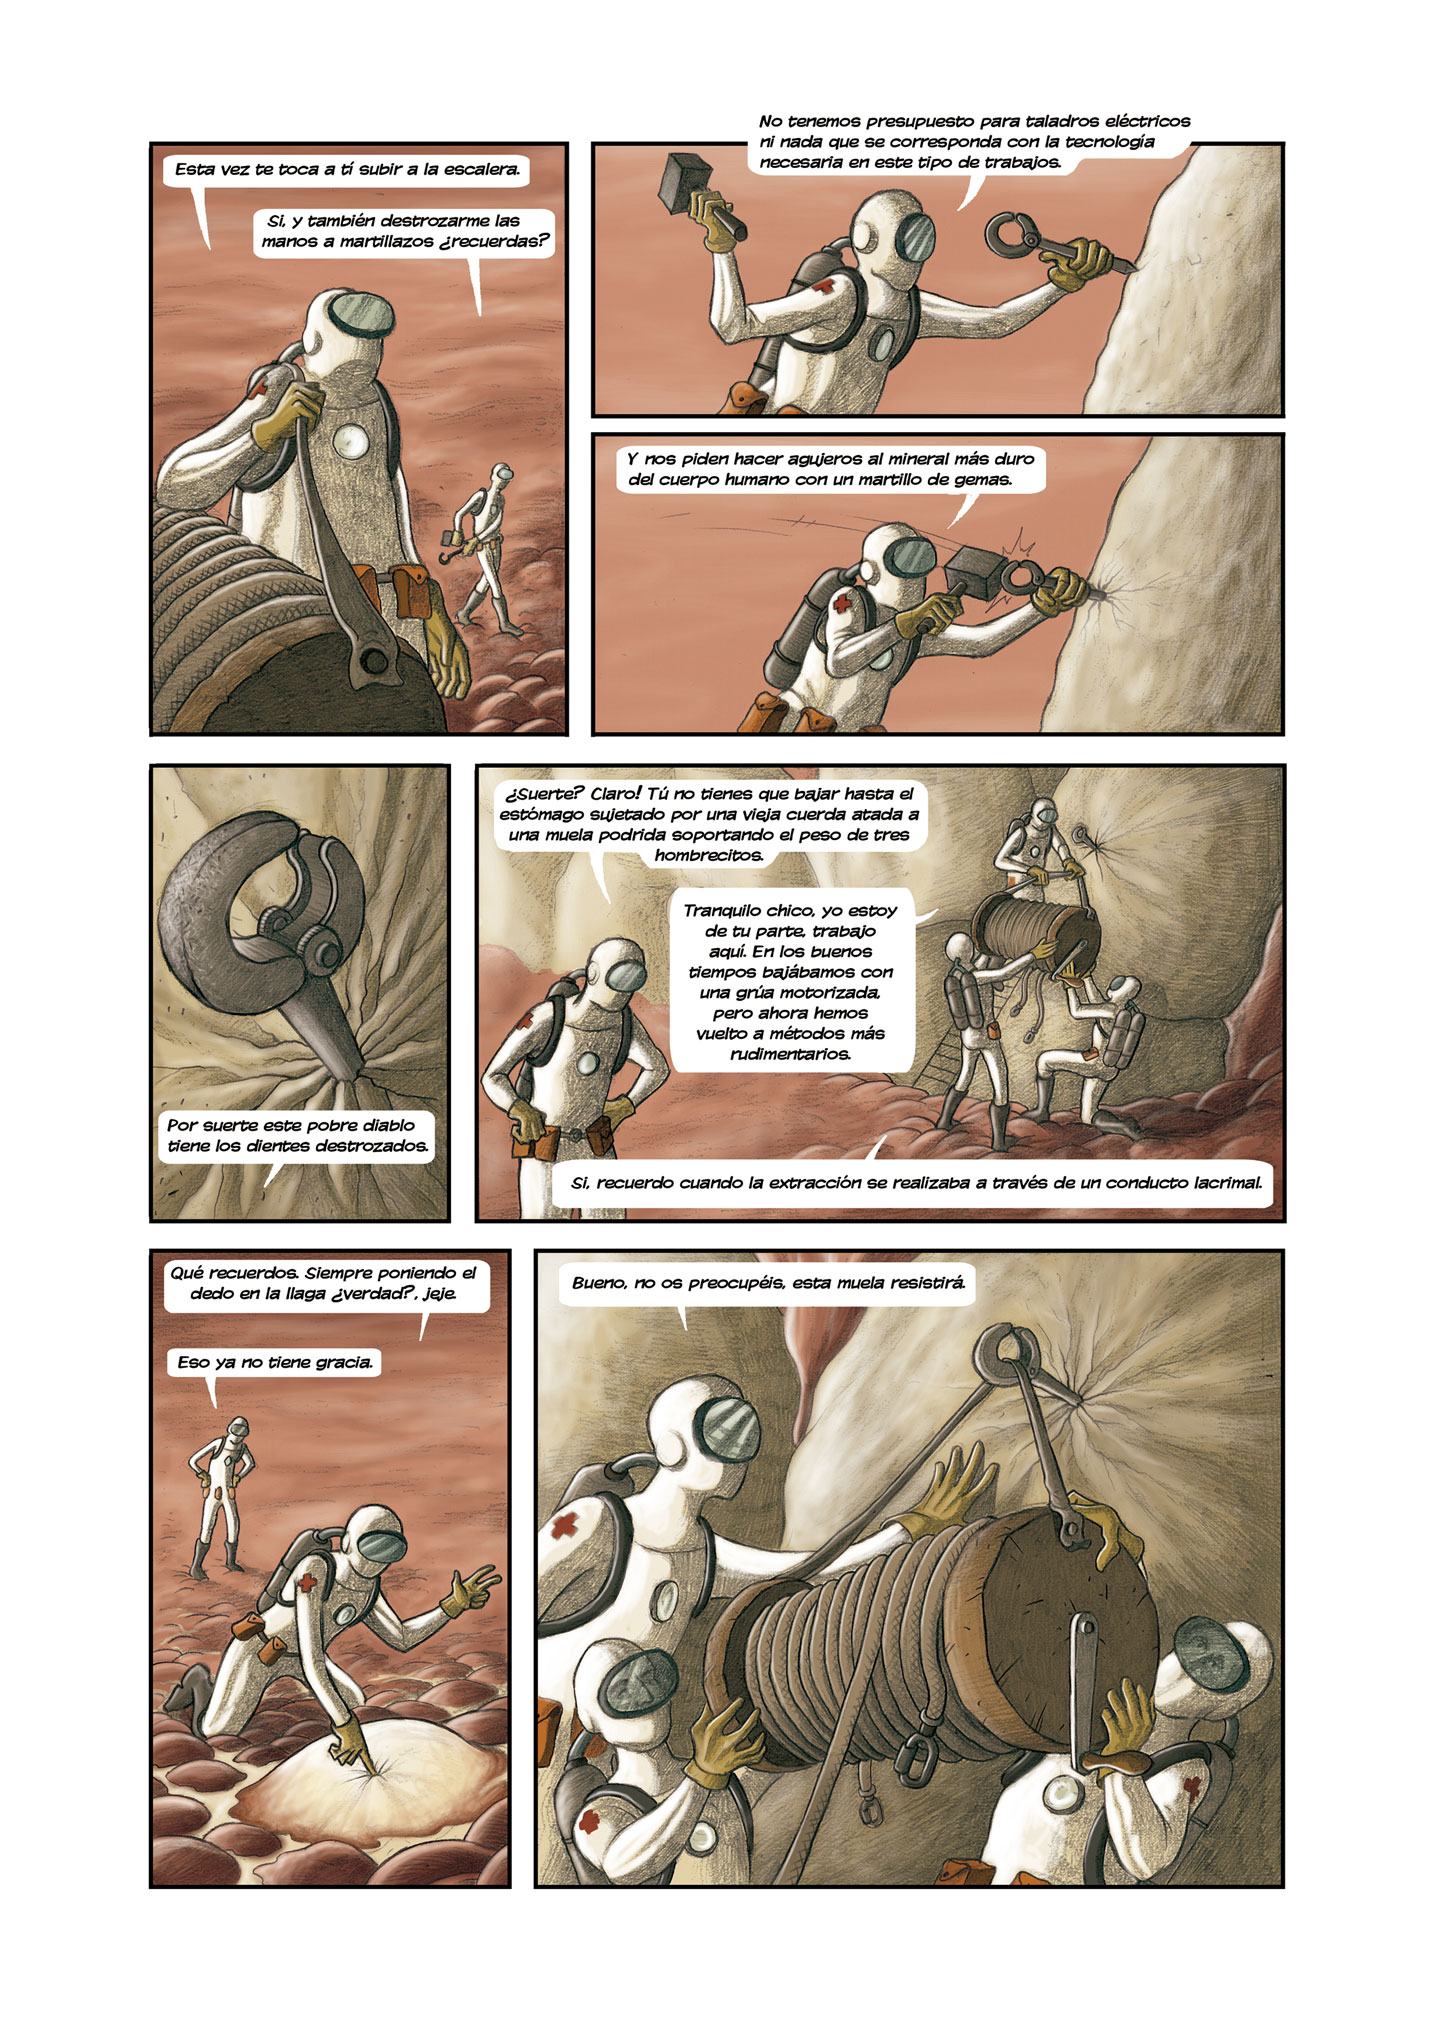 Esta vez te toca a tí subir a la escalera.
Si, y también destrozarme las
manos a martillazos ¿recuerdas?
No tenemos presupuesto para taladros eléctricos
ni nada que se corresponda con la tecnología
necesaria en este tipo de trabajos.
Y nos piden hacer agujeros al mineral más duro
del cuerpo humano con un martillo de gemas.
Por suerte este pobre diablo
tiene los dientes destrozados.
¿Suerte? Claro! Tú no tienes que bajar hasta el
estómago sujetado por una vieja cuerda atada a
una muela podrida soportando el peso de tres
hombrecitos.
Tranquilo chico, yo estoy
de tu parte, trabajo
aquí. En los buenos
tiempos bajábamos con
una grúa motorizada,
pero ahora hemos
vuelto a métodos más
rudimentarios.
Si, recuerdo cuando la extracción se realizaba a través de un conducto lacrimal.
Qué recuerdos. Siempre poniendo el
dedo en la llaga ¿verdad?, jeje.
Eso ya no tiene gracia.
Bueno, no os preocupéis, esta muela resistirá.